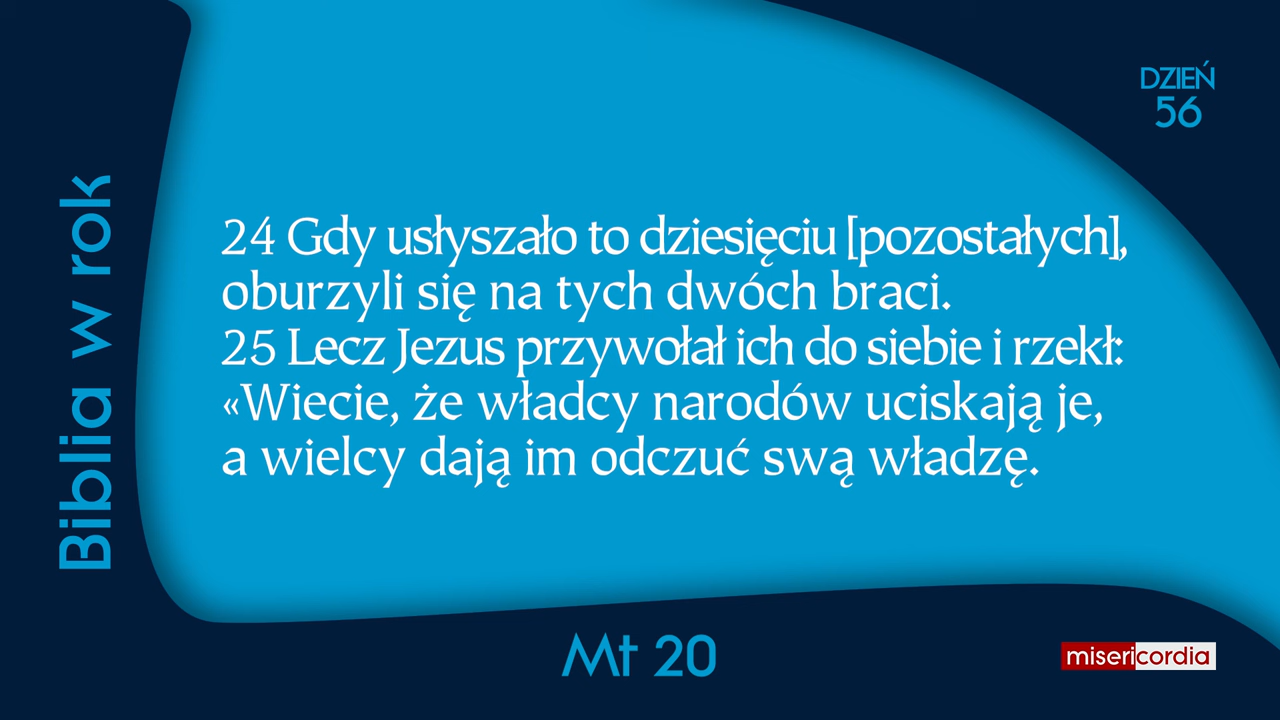 DZIEŃ
56
Biblia w rok
24 Gdy usłyszało to dziesięciu [pozostałych],
oburzyli się na tych dwóch braci.
25 Lecz Jezus przywołał ich do siebie i rzekł:
«Wiecie, że władcy narodów uciskają je,
a wielcy dają im odczuć swą władzę.
Mt 20
misericordia